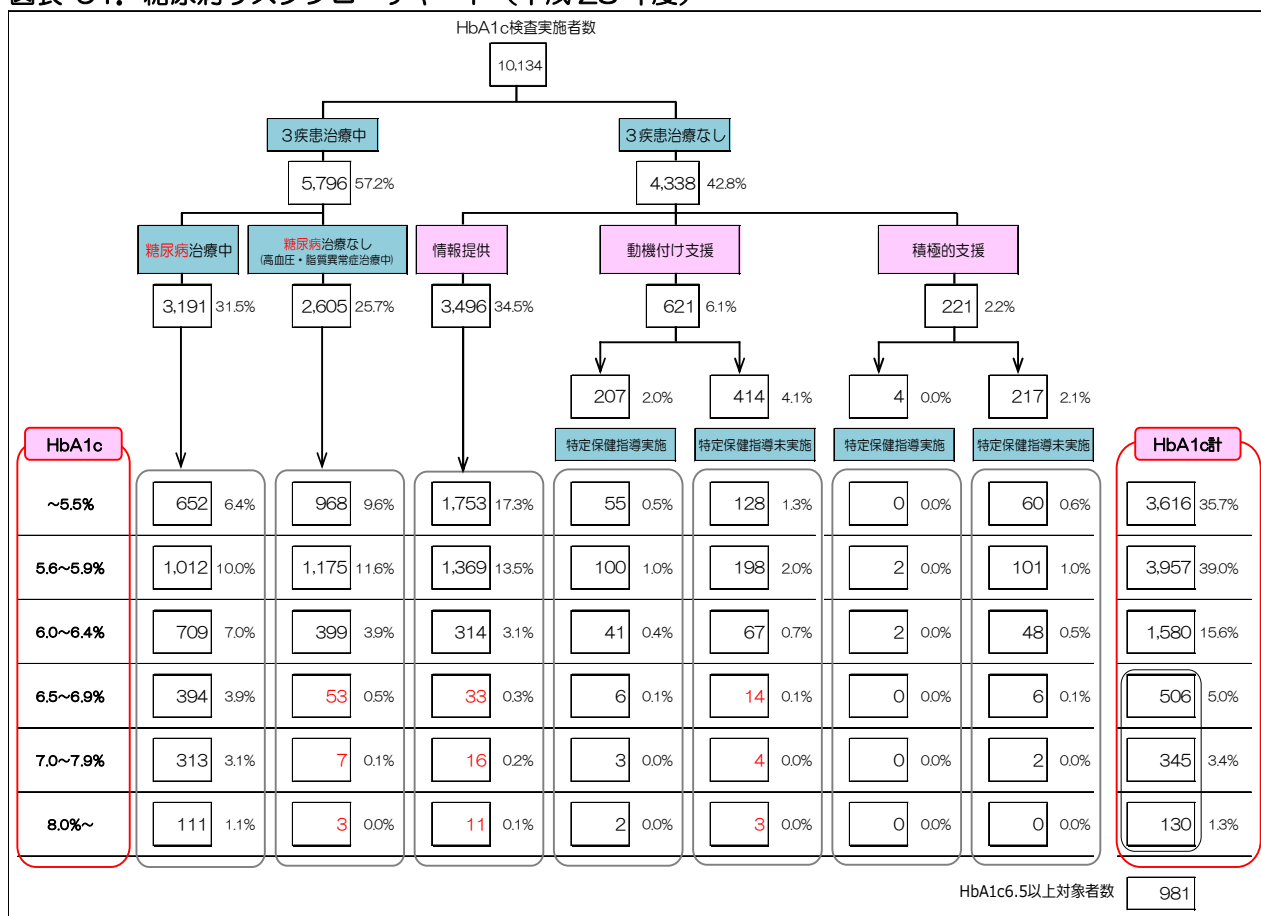 HbA1c検査実施者数
10,134
3疾患治療中
3疾患治療なし
5,796 57.2%
4,338 42.8%
糖尿病治療中
糖尿病治療なし
(高血圧・脂質異常症治療中)
情報提供
動機付け支援
積極的支援
3,191 31.5%
2,605 25.7%
3,496 34.5%
621 6.1%
221 2.2%
207 2.0%
414 4.1%
4 0.0%
217 2.1%
HbA1c
特定保健指導実施
特定保健指導未実施
特定保健指導実施
特定保健指導未実施
HbA1c計
~5.5% 652 6.4% 968 9.6% 1,753 17.3% 55 0.5% 128 1.3% 0 0.0% 60 0.6% 3,616 35.7%
5.6~5.9% 1,012 10.0% 1,175 11.6% 1,369 13.5% 100 1.0% 198 2.0% 2 0.0% 101 1.0% 3,957 39.0%
6.0~6.4% 709 7.0% 399 3.9% 314 3.1% 41 0.4% 67 0.7% 2 0.0% 48 0.5% 1,580 15.6%
6.5~6.9% 394 3.9% 53 0.5% 33 0.3% 6 0.1% 14 0.1% 0 0.0% 6 0.1% 506 5.0%
7.0~7.9% 313 3.1% 7 0.1% 16 0.2% 3 0.0% 4 0.0% 0 0.0% 2 0.0% 345 3.4%
8.0%~ 111 1.1% 3 0.0% 11 0.1% 2 0.0% 3 0.0% 0 0.0% 0 0.0% 130 1.3%
HbA1c6.5以上対象者数 981